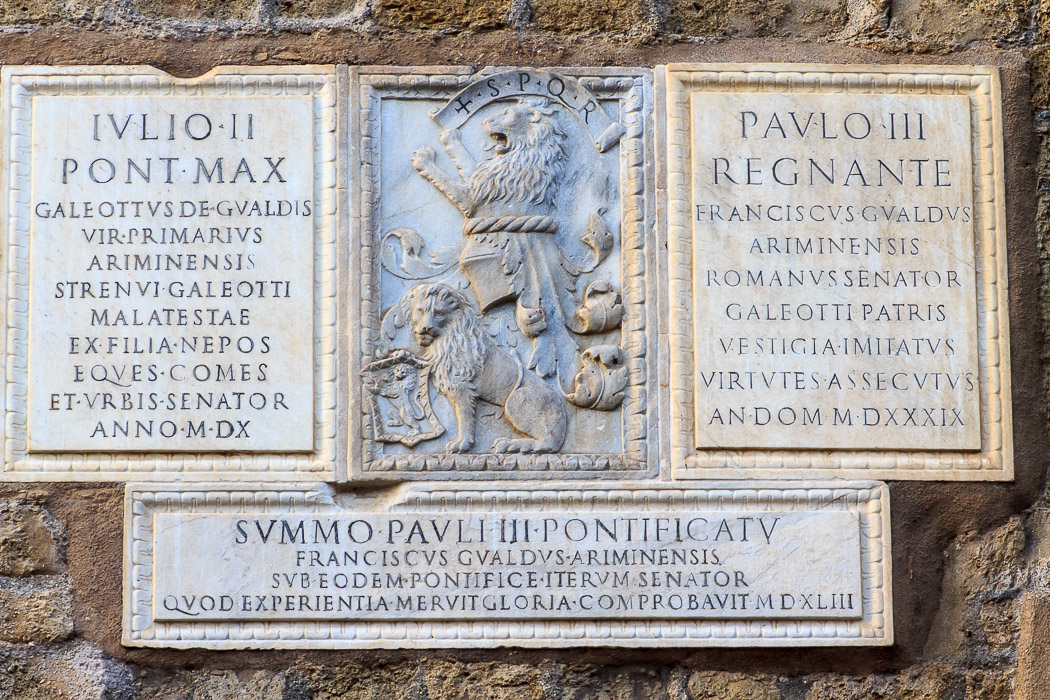 IVLIO·II
PONT·MAX
GALEOTTVS·DE·GVALDIS
VIR·PRIMARIVS
ARIMINENSIS
STRENVI·GALEOTTI
MALATESTAE
EX·FILIA·NEPOS
EQVES·COMES
ET·VRBIS·SENATOR
ANNO·M·DX
+·S·P·Q·R
PAVLO·III
REGNANTE
FRANCISCVS·GVALDVS
ARIMINENSIS
ROMANVS SENATOR
GALEOTTI PATRIS
VESTIGIA·IMITATVS
VIRTVTES·ASSECVTVS
AN·DOM M·DXXXIX
SVMMO·PAVLI·III·PONTIFICATV
FRANCISCVS GVALDVS·ARIMINENSIS
SVB·EODEM·PONTIFICE·ITERVM SENATOR
QVOD EXPERIENTIA·MERVIT GLORIA·COMPROBAVIT M DXLIII